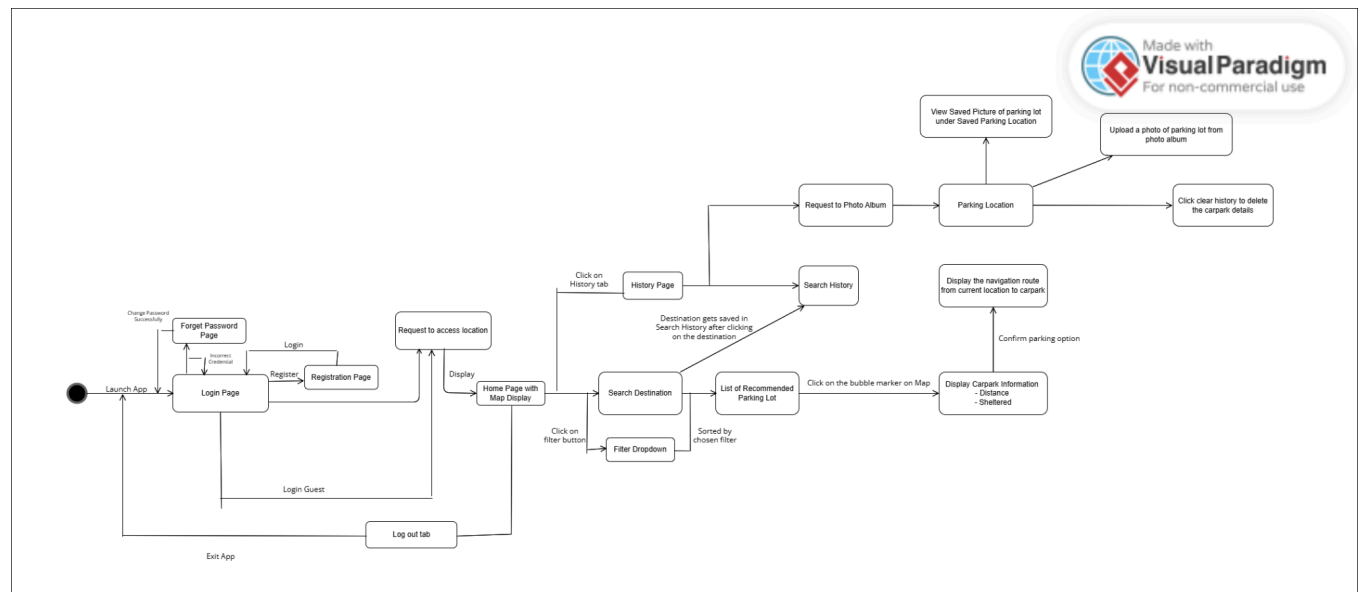 Made with
Visual Paradigm
For non-commercial use
View Saved Picture of parking lot
under Saved Parking Location
Upload a photo of parking lot from
photo album
Request to Photo Album
Parking Location
Click clear history to delete
the carpark details
Click on
History tab
History Page
Search History
Display the navigation route
from current location to carpark
Destination gets saved in
Search History after clicking
on the destination
Change Password
Successfully
Forget Password
Page
Request to access location
Confirm parking option
Login
Incorrect
Credential
Launch App
Login Page
Register
Registration Page
Display
Home Page with
Map Display
Search Destination
List of Recommended
Parking Lot
Click on the bubble marker on Map
Display Carpark Information
- Distance
- Sheltered
Click on
filter button
Filter Dropdown
Sorted by
chosen filter
Login Guest
Log out tab
Exit App